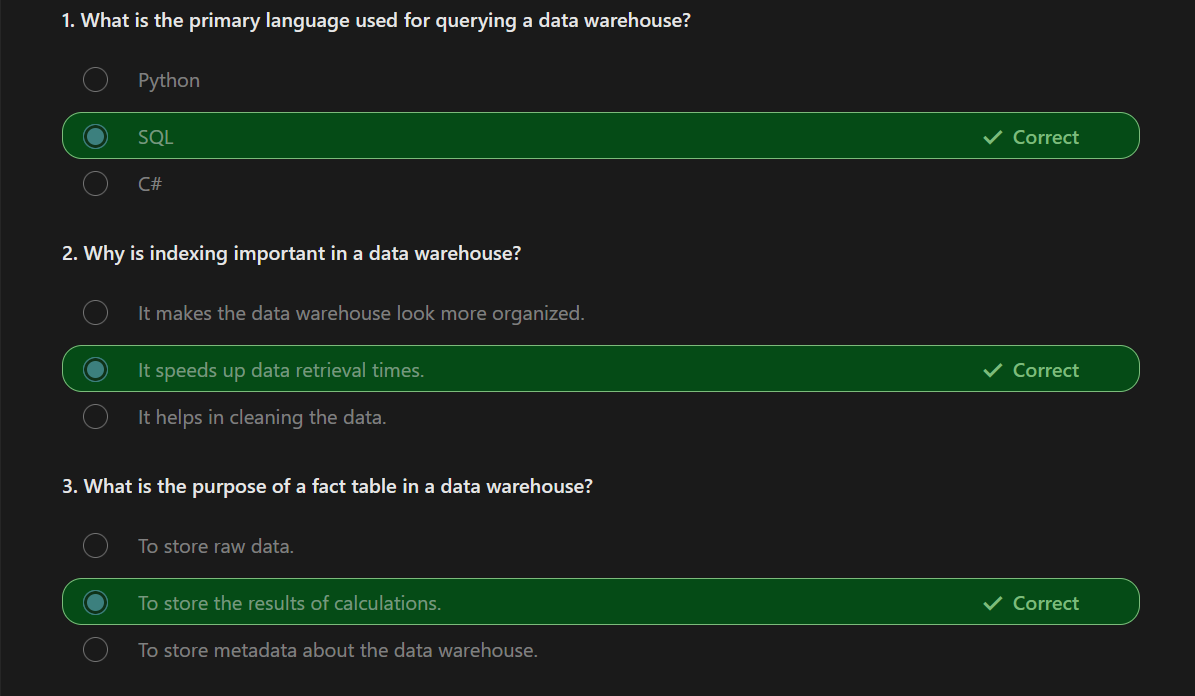 1. What is the primary language used for querying a data warehouse?
Python
SQL
Correct
C#
2. Why is indexing important in a data warehouse?
It makes the data warehouse look more organized.
It speeds up data retrieval times.
Correct
It helps in cleaning the data.
3. What is the purpose of a fact table in a data warehouse?
To store raw data.
To store the results of calculations.
Correct
To store metadata about the data warehouse.